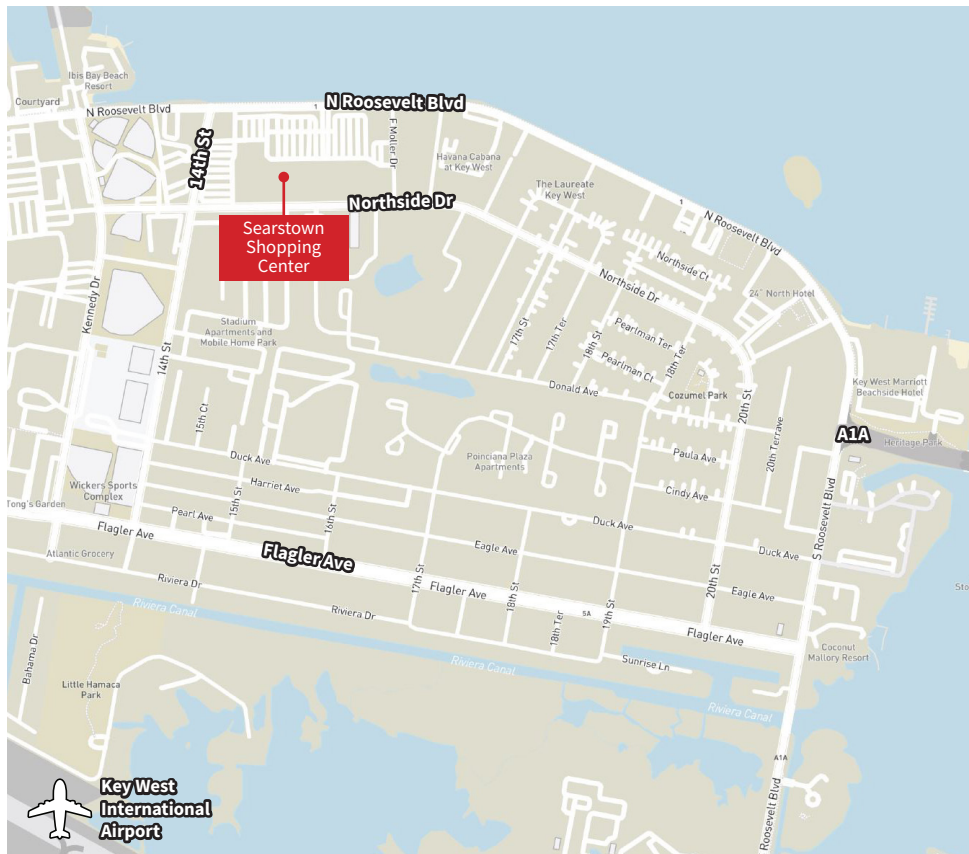 Ibis Bay Beach
Resort
Courtyard
N Roosevelt Blvd
1
N Roosevelt Blvd
14th St
F Moller Dr
Havana Cabana
at Key West
The Laureate
Key West
1
N Roosevelt Blvd
Northside Dr
Searstown
Shopping
Center
Northside Ct
Northside Dr
24° North Hotel
Kennedy Dr
Stadium
Apartments and
Mobile Home Park
14th St
17th St
17th Ter
18th St
Pearlman Ter
Pearlman Ct
18th Ter
Donald Ave
Cozumel Park
Key West Marriott
Beachside Hotel
20th St
20th Terrave
A1A
Heritage Park
15th Ct
Duck Ave
Poinciana Plaza
Apartments
Paula Ave
Wickers Sports
Complex
Harriet Ave
Cindy Ave
Tong's Garden
Pearl Ave
15th St
16th St
Duck Ave
Duck Ave
S Roosevelt Blvd
Flagler Ave
Flagler Ave
Eagle Ave
Atlantic Grocery
Riviera Dr
17th St
Flagler Ave
18th St
20th St
Eagle Ave
Sto
Riviera Canal
Riviera Dr
5A
18th Ter
19th St
Flagler Ave
Bahama Dr
Riviera Canal
Sunrise Ln
Coconut
Mallory Resort
Little Hamaca
Park
Riviera Canal
A1A
Roosevelt Blvd
Key West
International
Airport